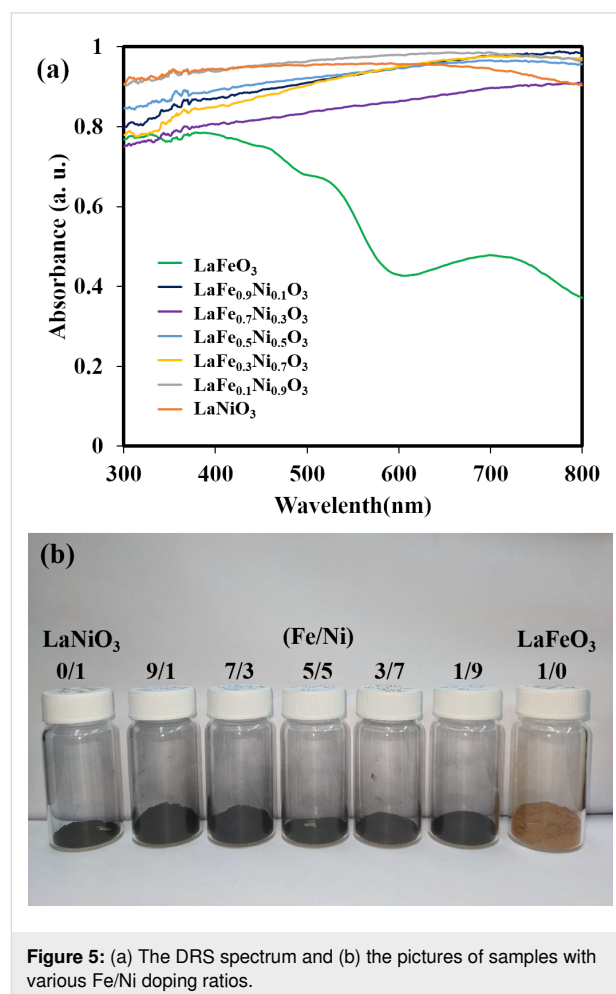 (a)
1
0.8
0.6
0.4
0.2
0
Absorbance (a. u.)
LaFeO₃
LaFe₀.₉Ni₀.₁O₃
LaFe₀.₇Ni₀.₃O₃
LaFe₀.₅Ni₀.₅O₃
LaFe₀.₃Ni₀.₇O₃
LaFe₀.₁Ni₀.₉O₃
LaNiO₃
300 400 500 600 700 800
Wavelenth(nm)
(b)
LaNiO₃ (Fe/Ni) LaFeO₃
0/1 9/1 7/3 5/5 3/7 1/9 1/0
Figure 5: (a) The DRS spectrum and (b) the pictures of samples with
various Fe/Ni doping ratios.